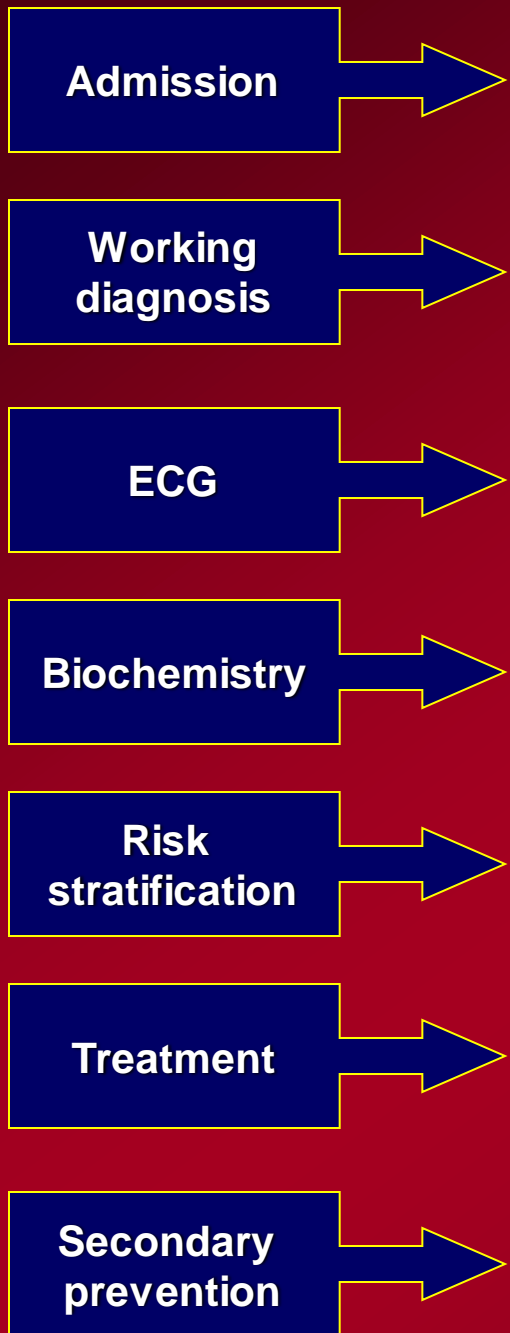 Admission
Working
diagnosis
ECG
Biochemistry
Risk
stratification
Treatment
Secondary
prevention